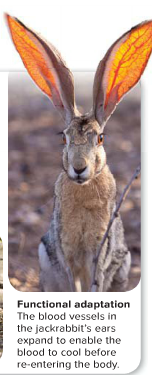 Functional adaptation
The blood vessels in
the jackrabbit's ears
expand to enable the
blood to cool before
re-entering the body.